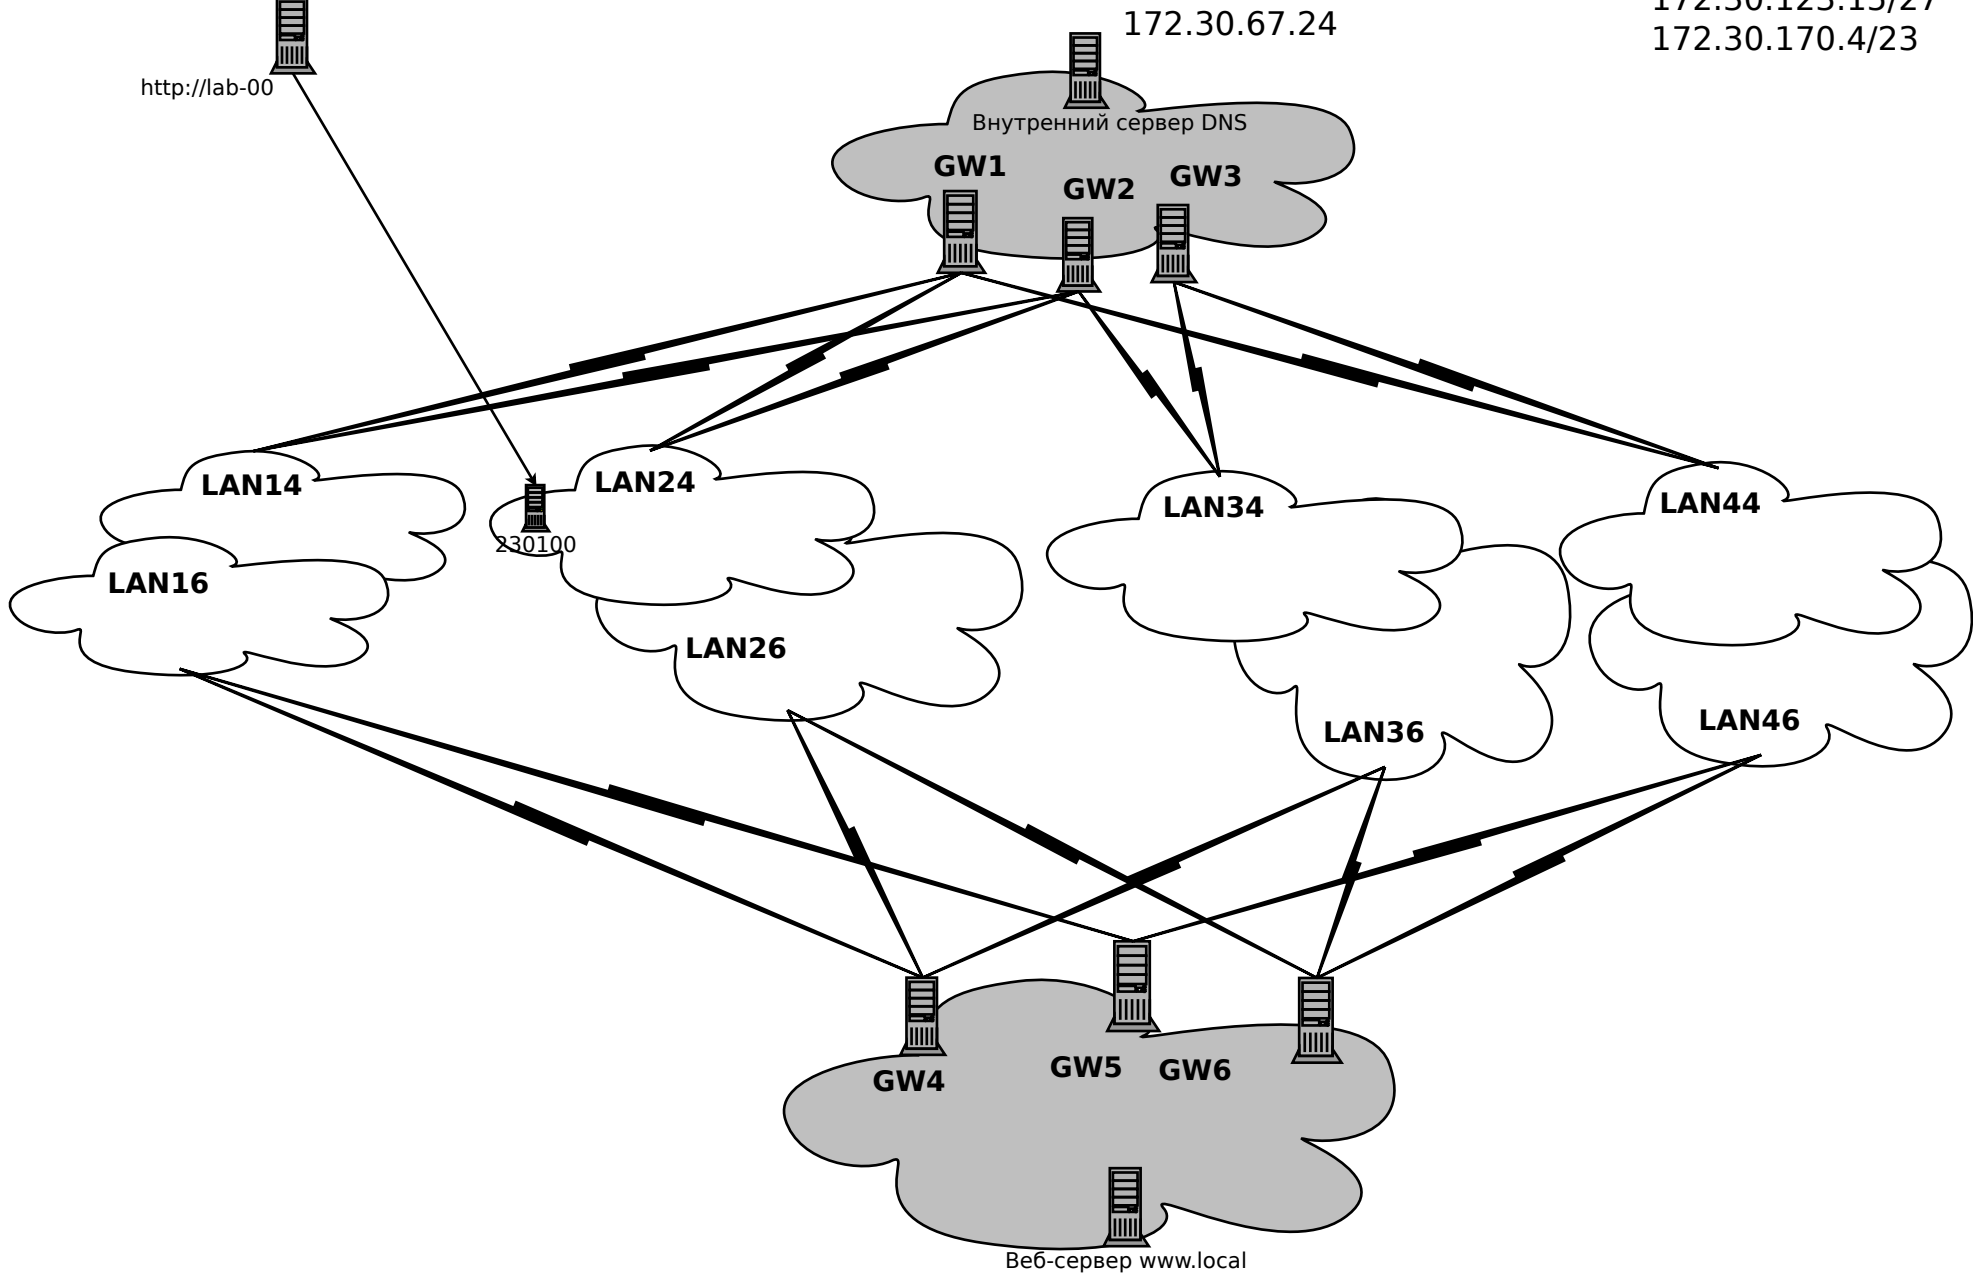 172.30.67.24
172.30.170.4/23
http://lab-00
Внутренний сервер DNS
GW1
GW2
GW3
LAN14
LAN24
LAN34
LAN44
230100
LAN16
LAN26
LAN36
LAN46
GW4
GW5
GW6
Веб-сервер www.local